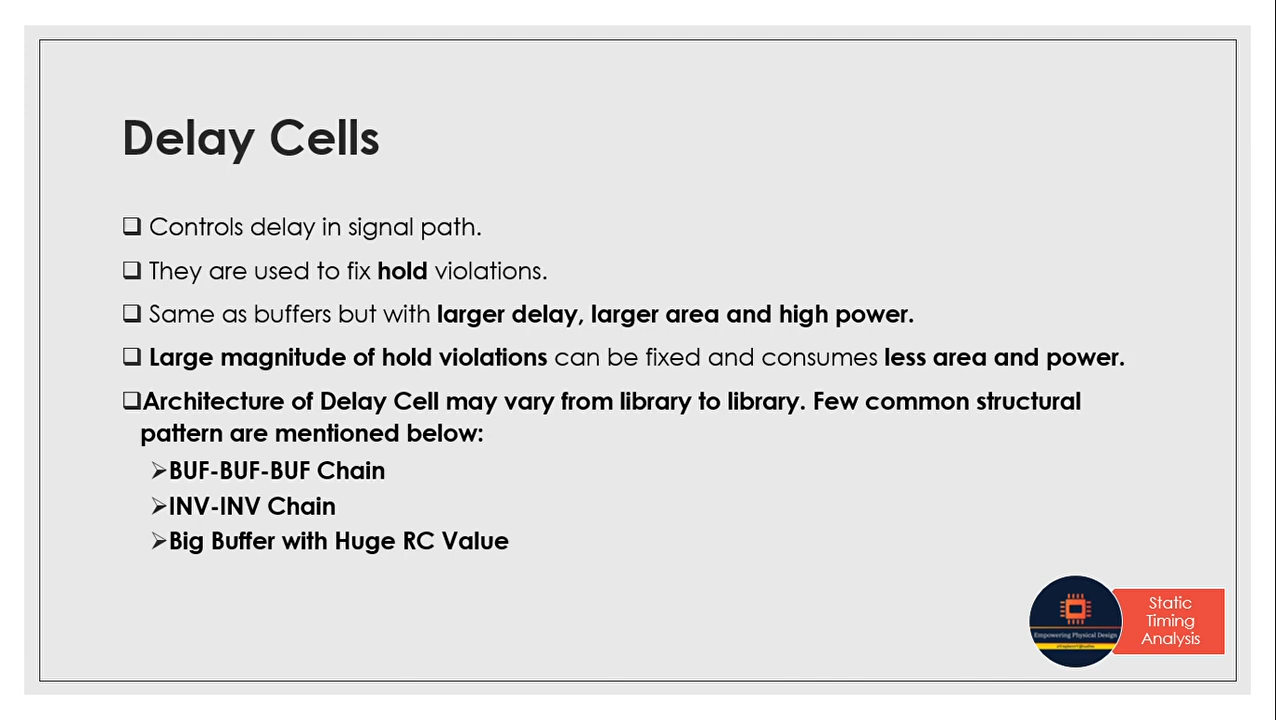 Delay Cells
❑ Controls delay in signal path.
❑ They are used to fix hold violations.
❑ Same as buffers but with larger delay, larger area and high power.
❑ Large magnitude of hold violations can be fixed and consumes less area and power.
❑Architecture of Delay Cell may vary from library to library. Few common structural
pattern are mentioned below:
➢BUF-BUF-BUF Chain
➢INV-INV Chain
➢Big Buffer with Huge RC Value
Empowering Physical Design
Static
Timing
Analysis